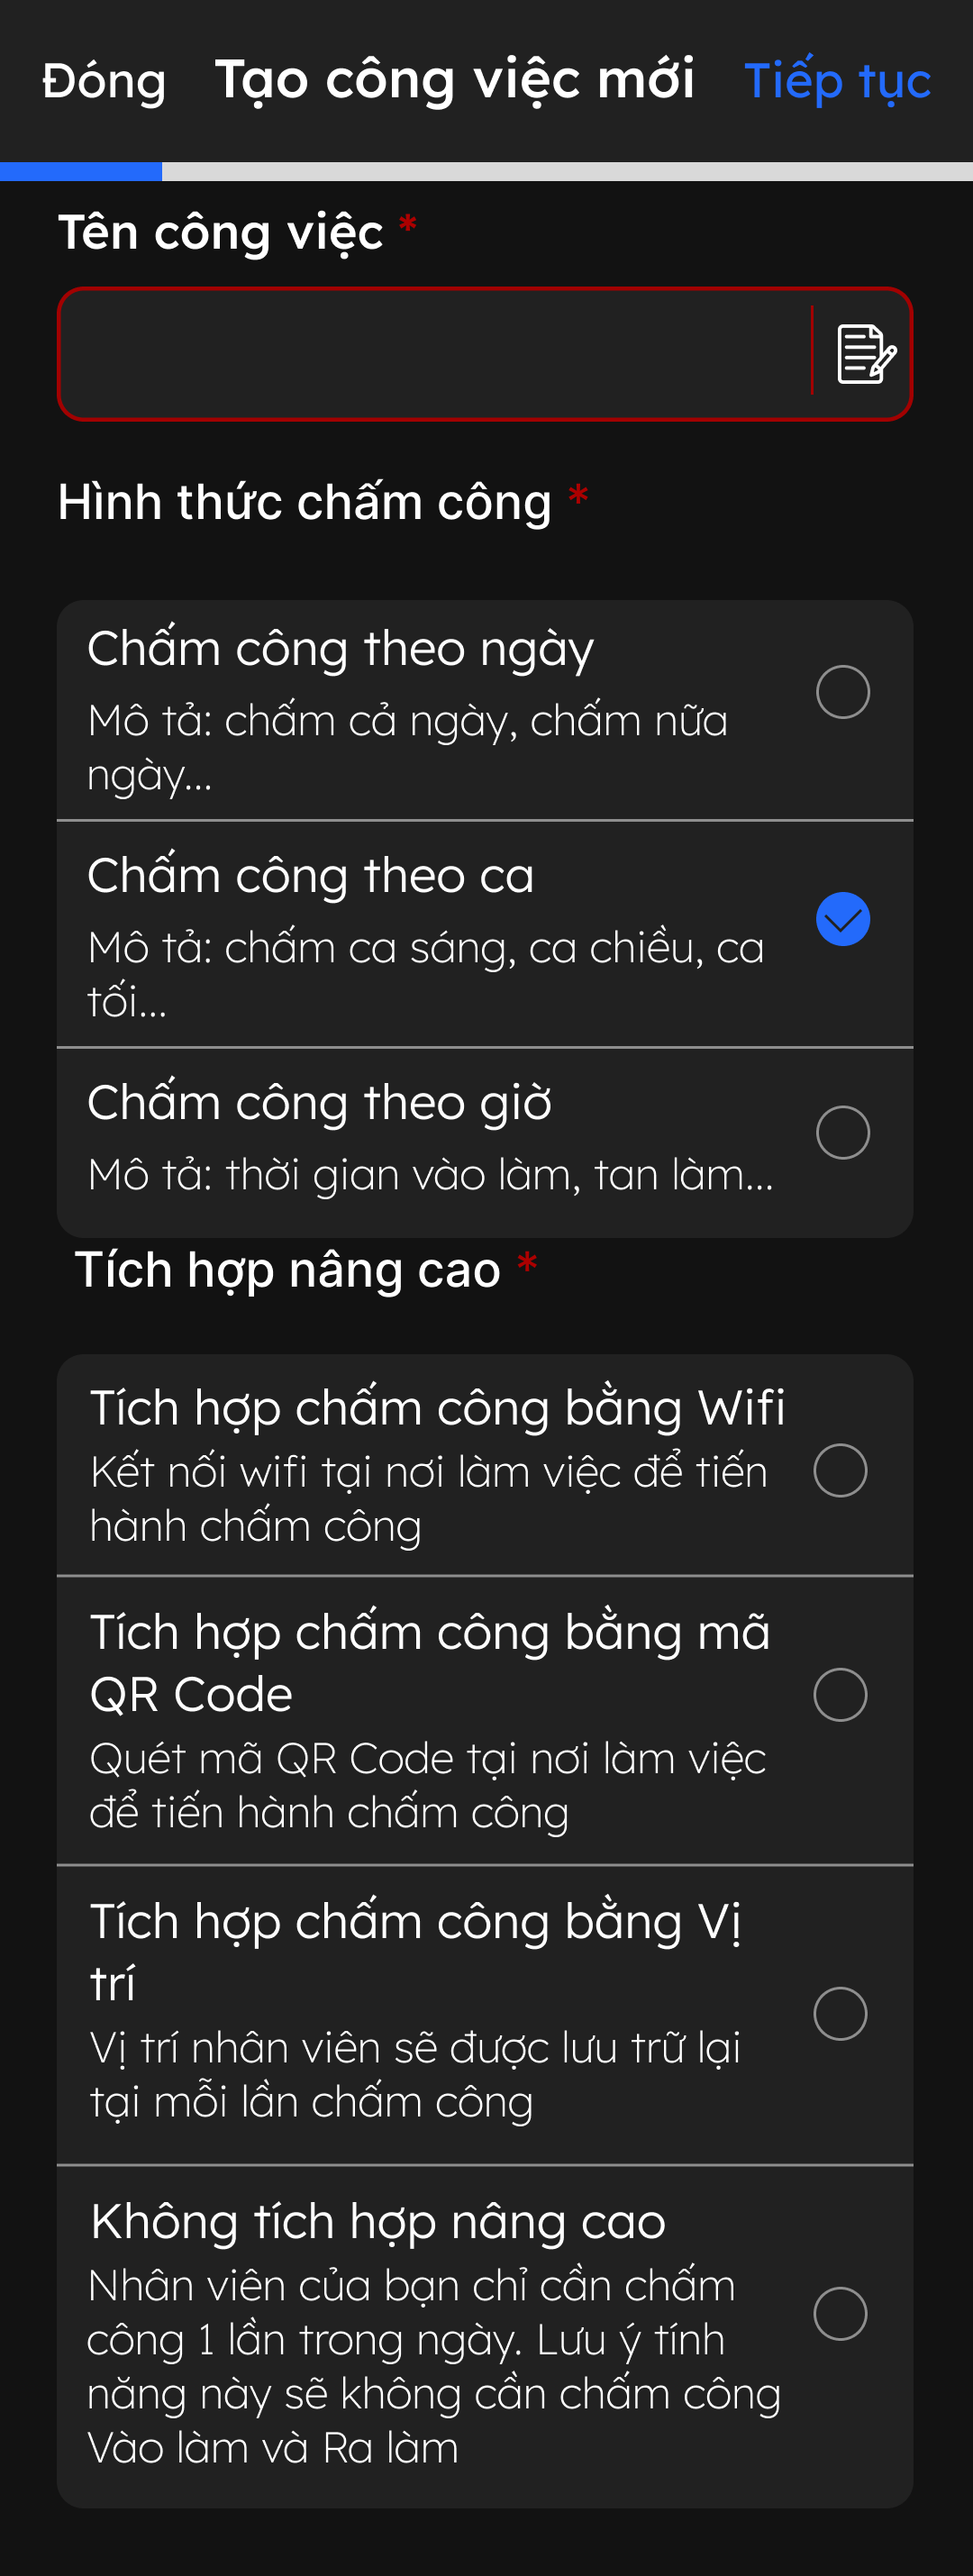 Đóng Tạo công việc mới Tiếp tục
Tên công việc *
Hình thức chấm công *
Chấm công theo ngày
Mô tả: chấm cả ngày, chấm nữa
ngày...
Chấm công theo ca
Mô tả: chấm ca sáng, ca chiều, ca
tối...
Chấm công theo giờ
Mô tả: thời gian vào làm, tan làm...
Tích hợp nâng cao *
Tích hợp chấm công bằng Wifi
Kết nối wifi tại nơi làm việc để tiến
hành chấm công
Tích hợp chấm công bằng mã
QR Code
Quét mã QR Code tại nơi làm việc
để tiến hành chấm công
Tích hợp chấm công bằng Vị
trí
Vị trí nhân viên sẽ được lưu trữ lại
tại mỗi lần chấm công
Không tích hợp nâng cao
Nhân viên của bạn chỉ cần chấm
công 1 lần trong ngày. Lưu ý tính
năng này sẽ không cần chấm công
Vào làm và Ra làm